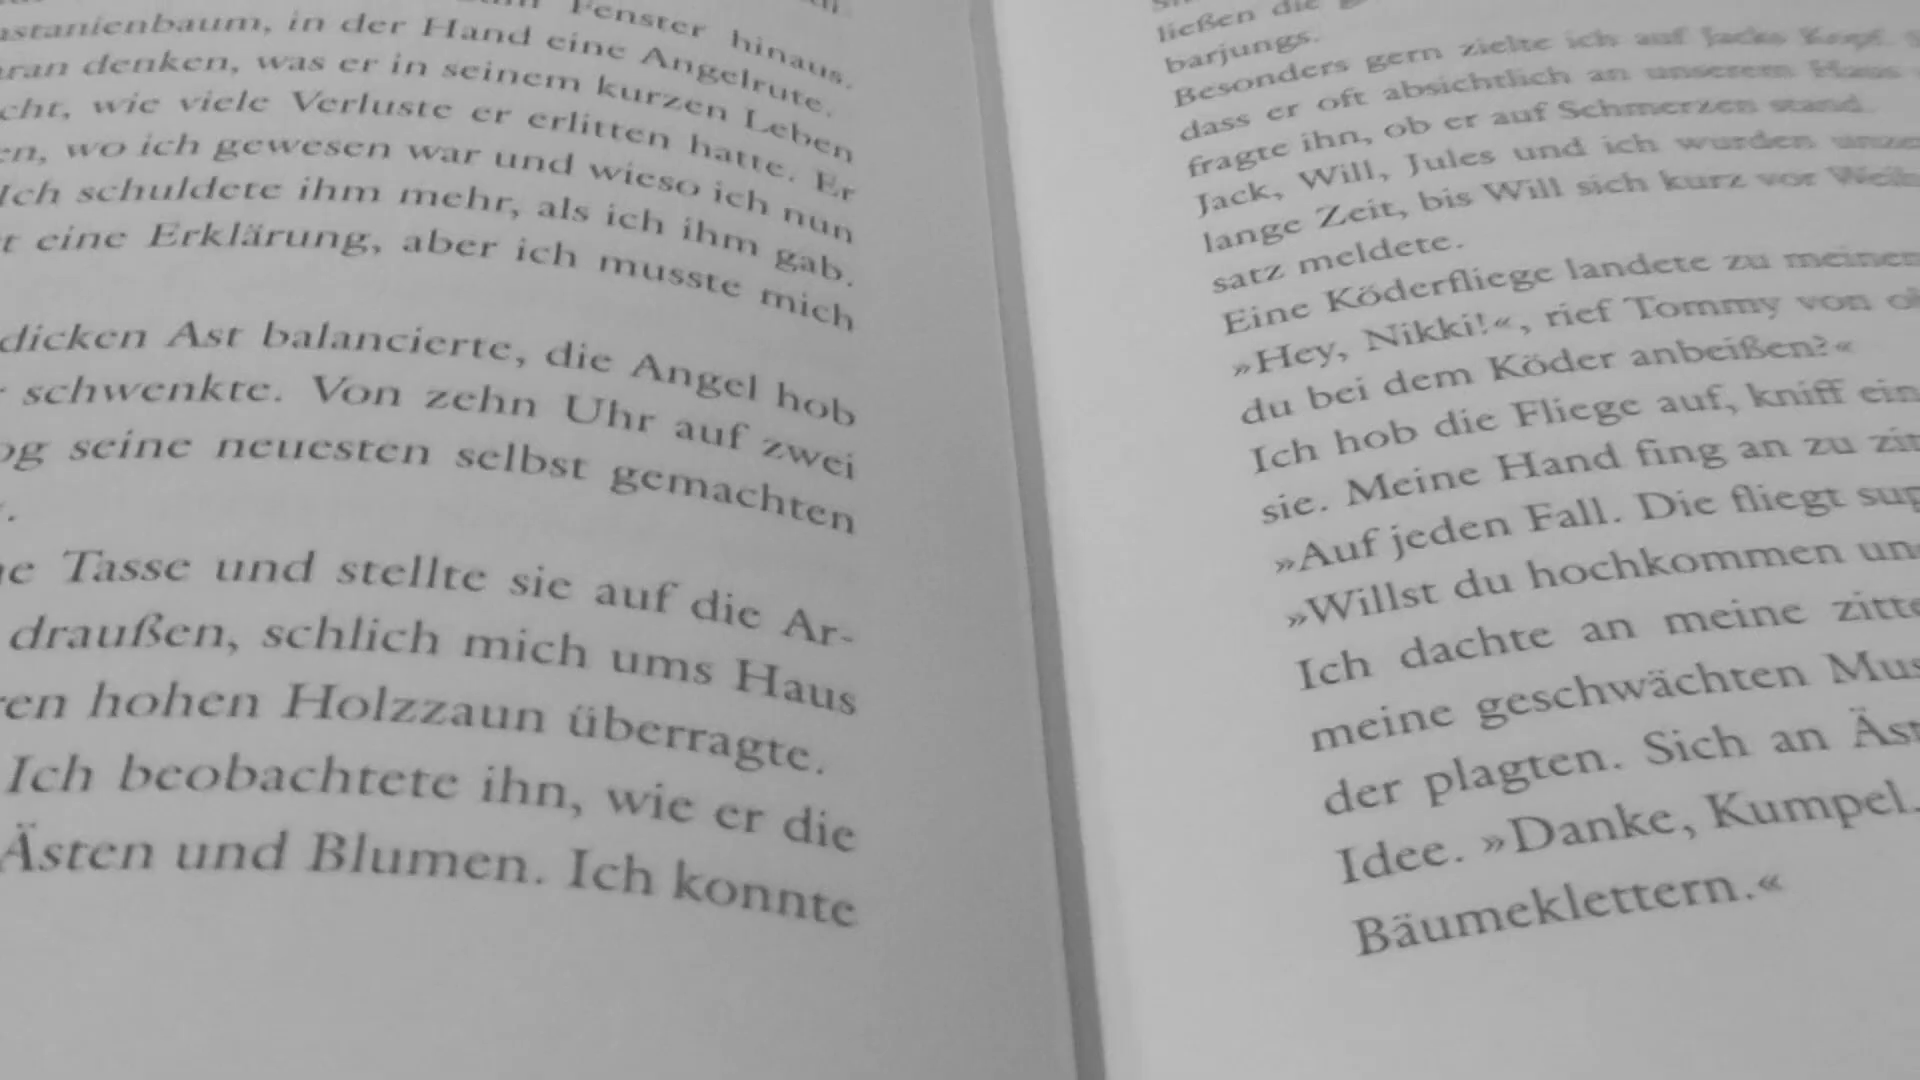 Fenster hinaus.
in der Hand eine Angelrute.
denken, was er in seinem kurzen Leben
wie viele Verluste er erlitten hatte. Er
wo ich gewesen war und wieso ich nun
Ich schuldete ihm mehr, als ich ihm gab.
eine Erklärung, aber ich musste mich
dicken Ast balancierte, die Angel hob
schwenkte. Von zehn Uhr auf zwei
seine neuesten selbst gemachten
Tasse und stellte sie auf die Ar-
draußen, schlich mich ums Haus
hohen Holzzaun überragte.
Ich beobachtete ihn, wie er die
Ästen und Blumen. Ich konnte
ließen die
barjungs.
Besonders gern zielte ich auf Jacks Kopf.
dass er oft absichtlich an unserem Haus
fragte ihn, ob er auf Schmerzen stand.
Jack, Will, Jules und ich wurden
lange Zeit, bis Will sich kurz vor
satz meldete.
Eine Köderfliege landete zu meinen
»Hey, Nikki!«, rief Tommy von
du bei dem Köder anbeißen?«
Ich hob die Fliege auf, kniff
sie. Meine Hand fing an zu
»Auf jeden Fall. Die fliegt
»Willst du hochkommen
Ich dachte an meine
meine geschwächten
der plagten. Sich an
Idee. »Danke, Kumpel.
Bäumeklettern.«